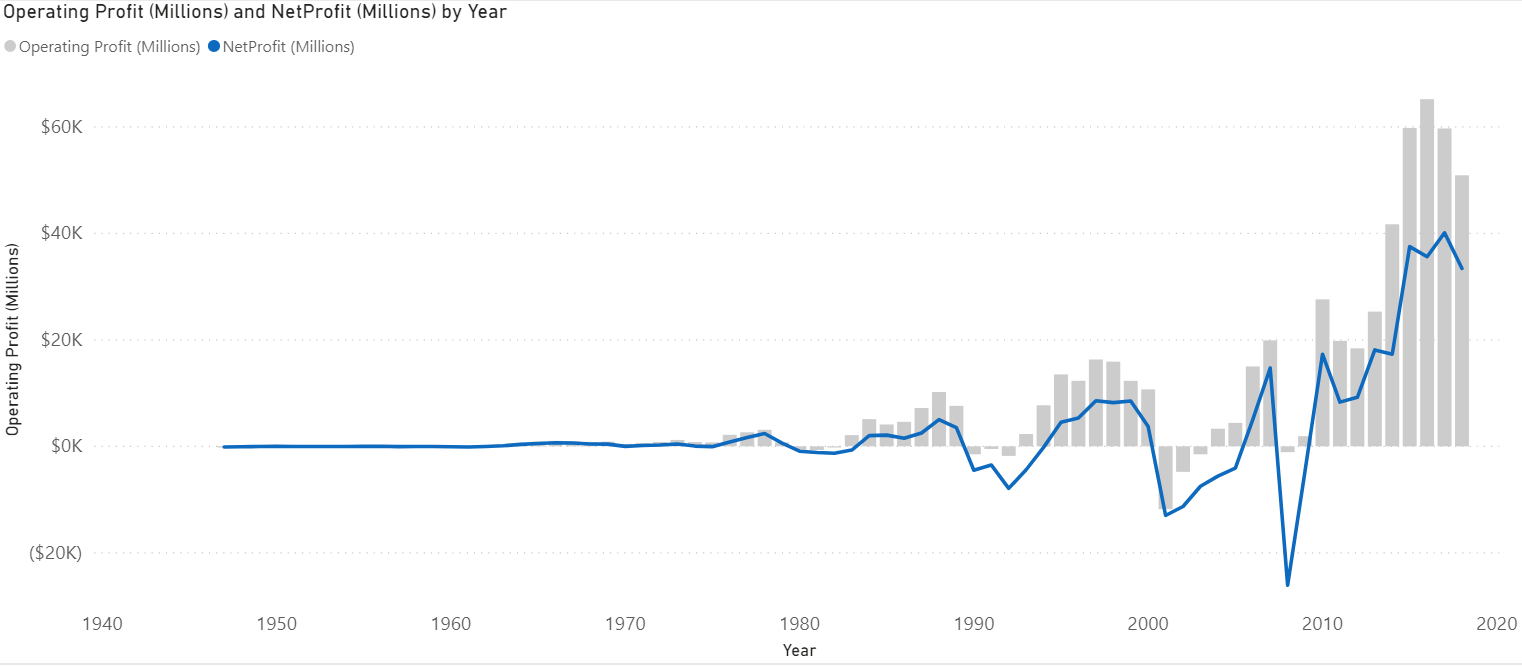 Operating Profit (Millions) and NetProfit (Millions) by Year
Operating Profit (Millions) NetProfit (Millions)
$60K
$40K
$20K
$0K
($20K)
Operating Profit (Millions)
1940 1950 1960 1970 1980 1990 2000 2010 2020
Year